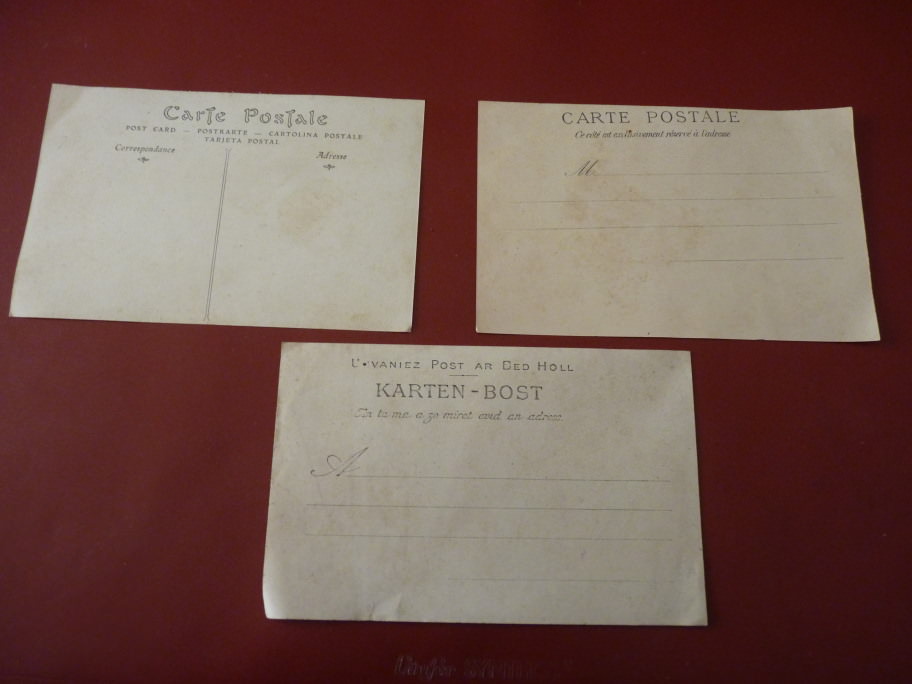 Carte Postale
POST CARD — POSTKARTE — CARTOLINA POSTALE
TARJETA POSTAL
Correspondance
Adresse
CARTE POSTALE
Ce côté est exclusivement réservé à l'adresse
M
POST AR BED HOLL
KARTEN-BOST
An tu ma a zo miret evid an adress.
A